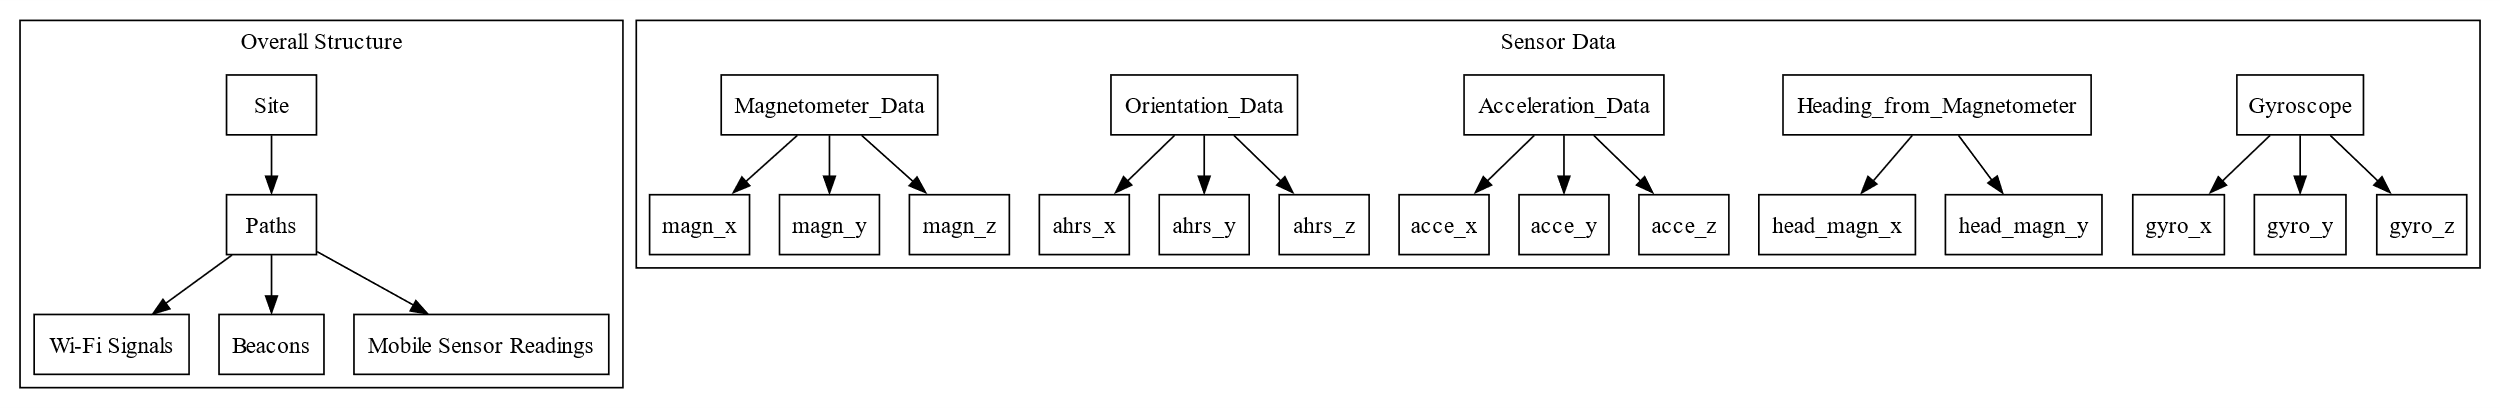 Overall Structure
Site
Paths
Wi-Fi Signals
Beacons
Mobile Sensor Readings
Sensor Data
Magnetometer_Data
Orientation_Data
Acceleration_Data
Heading_from_Magnetometer
Gyroscope
magn_x
magn_y
magn_z
ahrs_x
ahrs_y
ahrs_z
acce_x
acce_y
acce_z
head_magn_x
head_magn_y
gyro_x
gyro_y
gyro_z